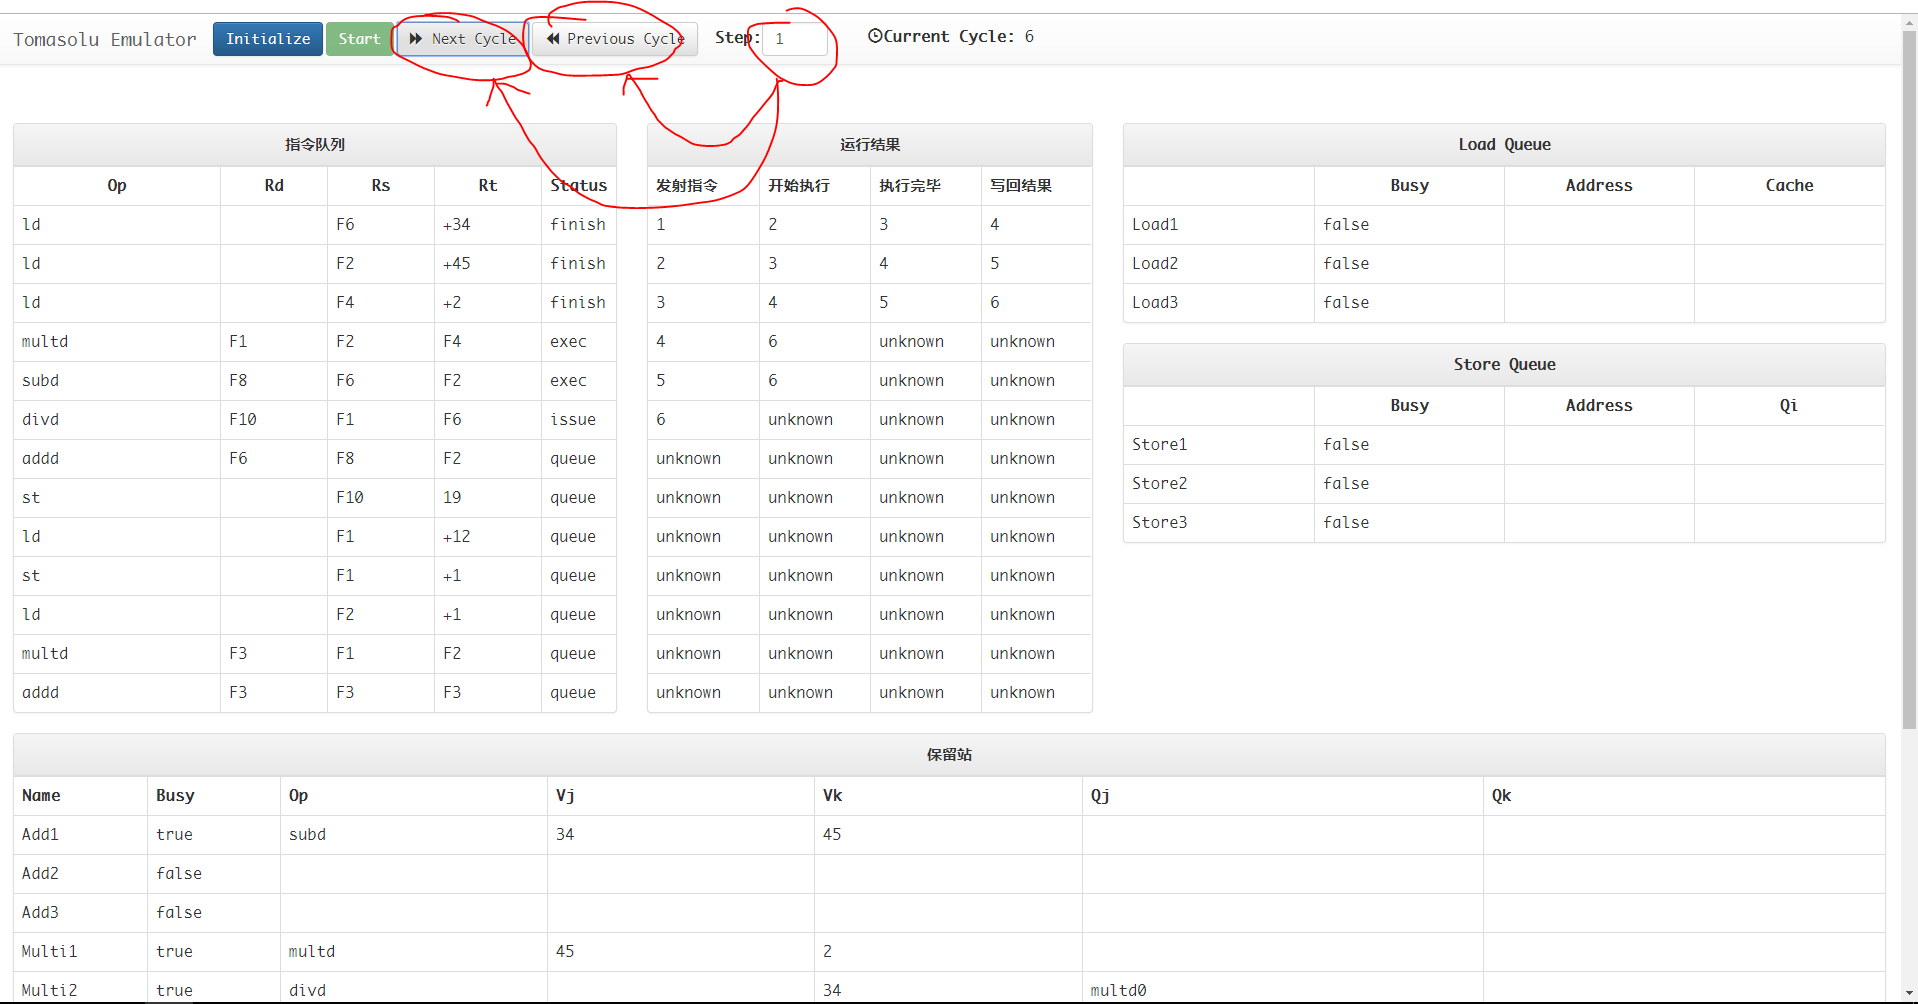 Tomasolu Emulator Initialize Start Next Cycle Previous Cycle Step: 1 Current Cycle: 6
指令队列
Op Rd Rs Rt Status
ld F6 +34 finish
ld F2 +45 finish
ld F4 +2 finish
multd F1 F2 F4 exec
subd F8 F6 F2 exec
divd F10 F1 F6 issue
addd F6 F8 F2 queue
st F10 19 queue
ld F1 +12 queue
st F1 +1 queue
ld F2 +1 queue
multd F3 F1 F2 queue
addd F3 F3 F3 queue
运行结果
发射指令 开始执行 执行完毕 写回结果
1 2 3 4
2 3 4 5
3 4 5 6
4 6 unknown unknown
5 6 unknown unknown
6 unknown unknown unknown
unknown unknown unknown unknown
unknown unknown unknown unknown
unknown unknown unknown unknown
unknown unknown unknown unknown
unknown unknown unknown unknown
unknown unknown unknown unknown
unknown unknown unknown unknown
Load Queue
Busy Address Cache
Load1 false
Load2 false
Load3 false
Store Queue
Busy Address Qi
Store1 false
Store2 false
Store3 false
保留站
Name Busy Op Vj Vk Qj Qk
Add1 true subd 34 45
Add2 false
Add3 false
Multi1 true multd 45 2
Multi2 true divd 34 multd0